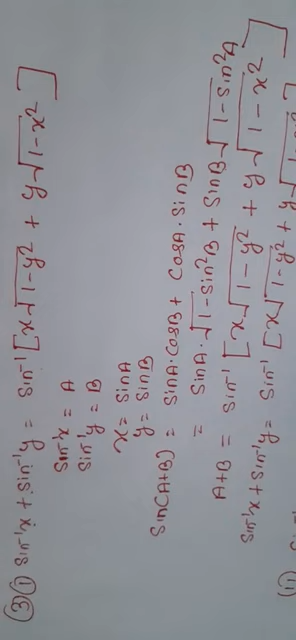 ③ ① sin⁻¹x + sin⁻¹y = sin⁻¹[x√1-y² + y√1-x²]
sin⁻¹x = A
sin⁻¹y = B
x = sinA
y = sinB
sin(A+B) = sinA·cosB + cosA·sinB
= sinA·√1-sin²B + sinB√1-sin²A
A+B = sin⁻¹[x√1-y² + y√1-x²]
sin⁻¹x + sin⁻¹y = sin⁻¹[x√1-y² + y√1-x²]
(11)